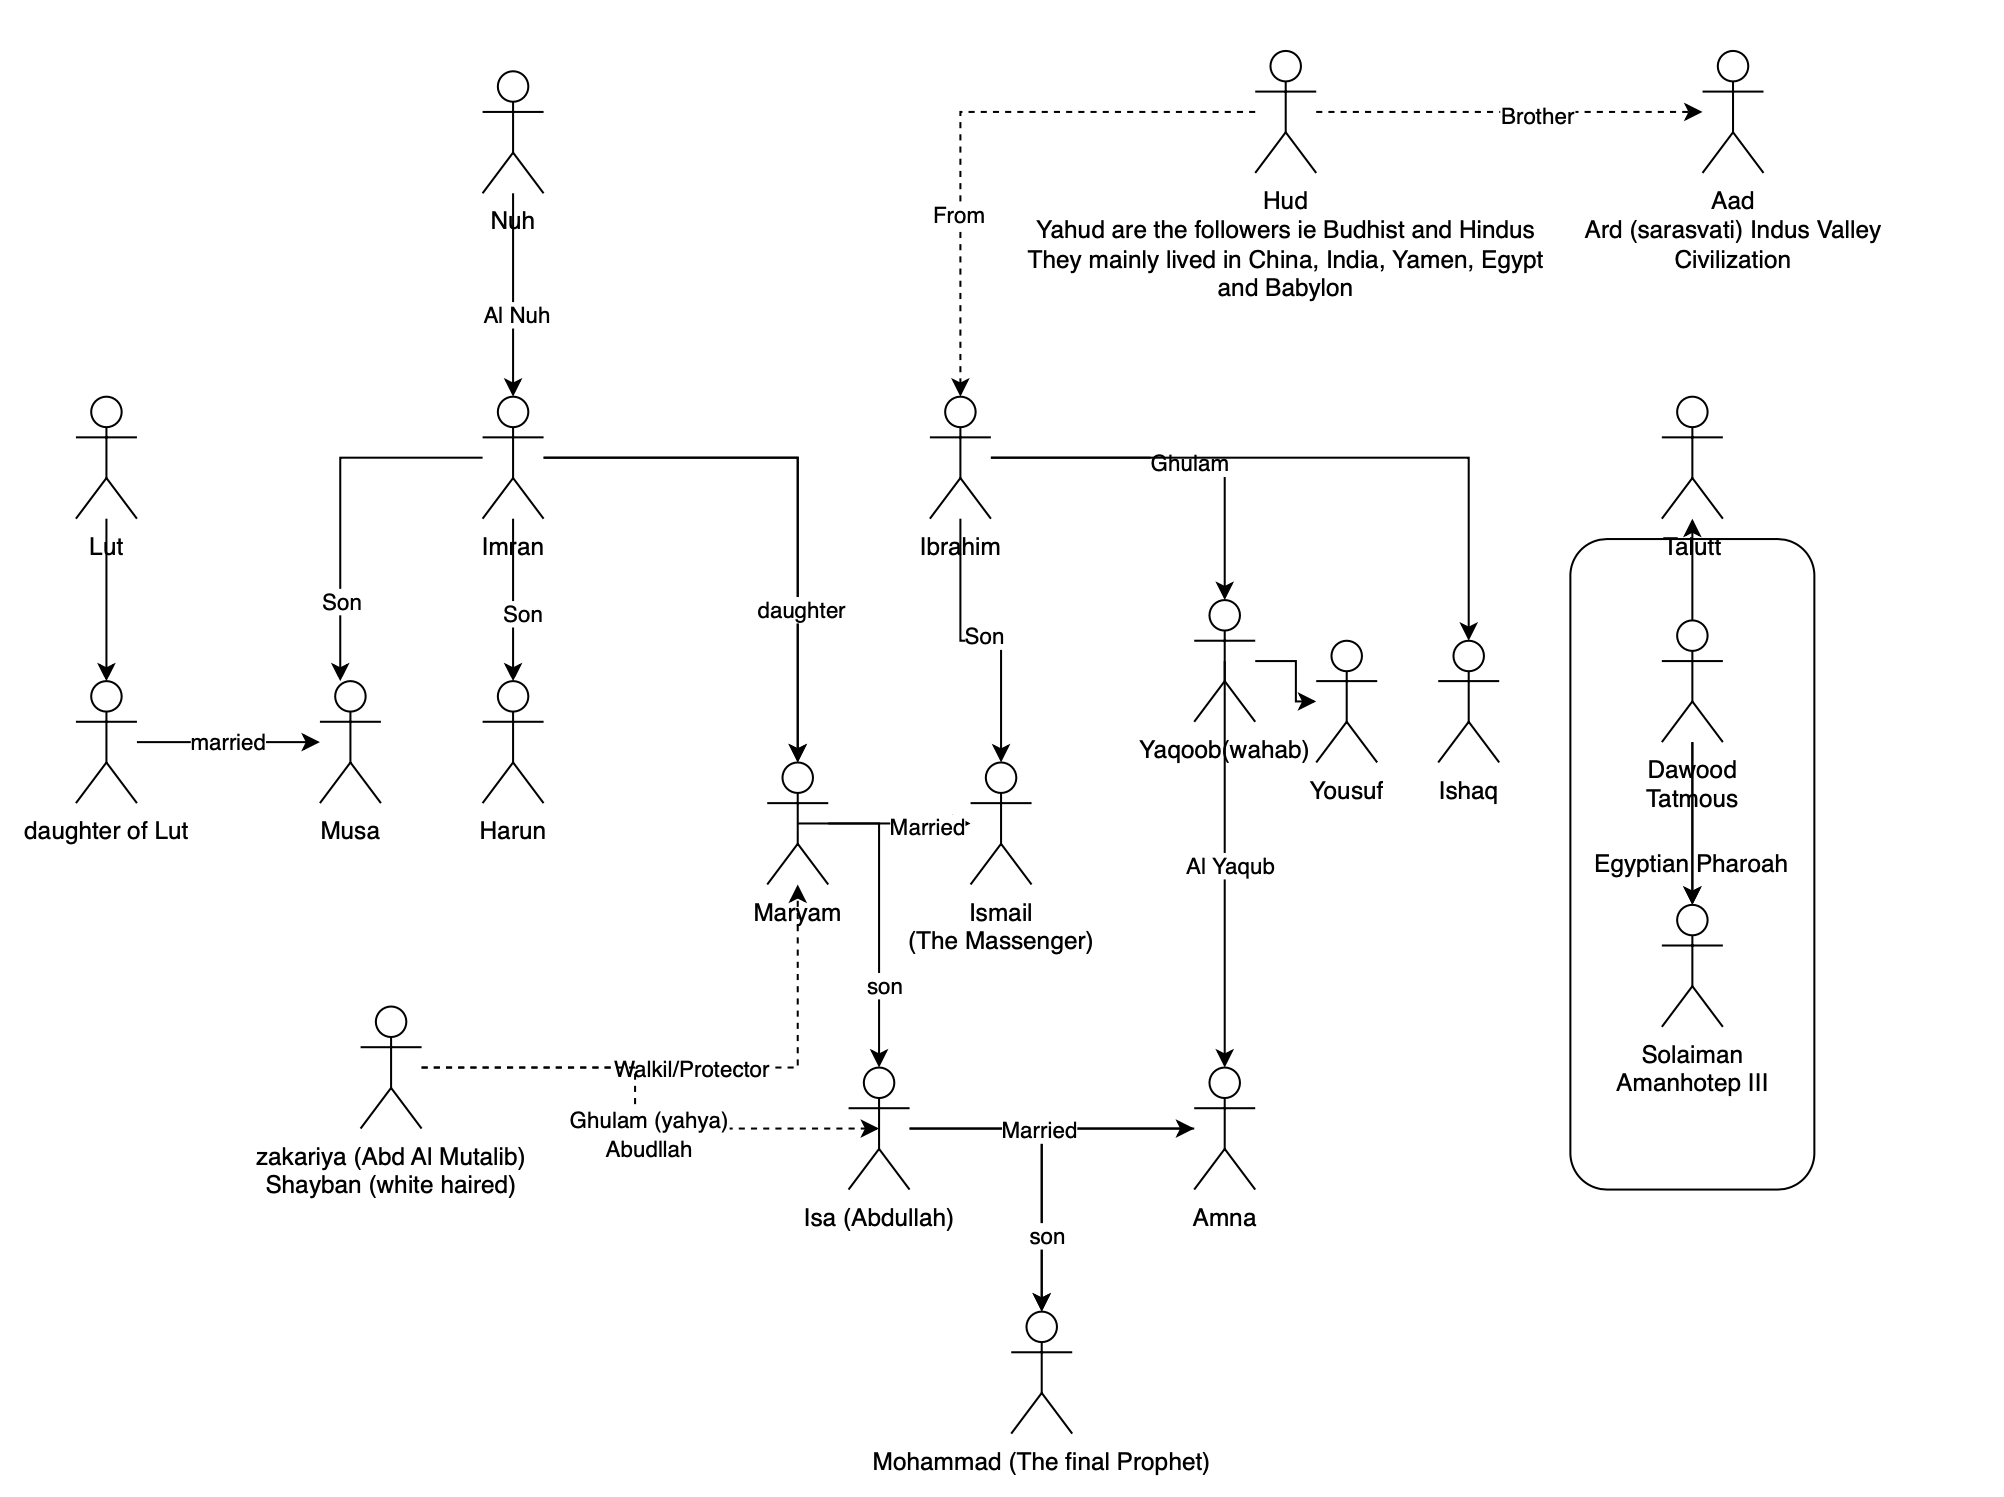 Nuh
Al Nuh
Brother
From
Hud
Yahud are the followers ie Budhist and Hindus
They mainly lived in China, India, Yamen, Egypt
and Babylon
Aad
Ard (sarasvati) Indus Valley
Civilization
Lut
Imran
Ibrahim
Ghulam
Talutt
Son
Son
daughter
Son
married
daughter of Lut
Musa
Harun
Yaqoob(wahab)
Yousuf
Ishaq
Dawood
Tatmous
Married
Maryam
Ismail
(The Massenger)
Al Yaqub
Egyptian Pharoah
son
Solaiman
Amanhotep III
Walkil/Protector
Ghulam (yahya)
Abudllah
zakariya (Abd Al Mutalib)
Shayban (white haired)
Married
Isa (Abdullah)
Amna
son
Mohammad (The final Prophet)